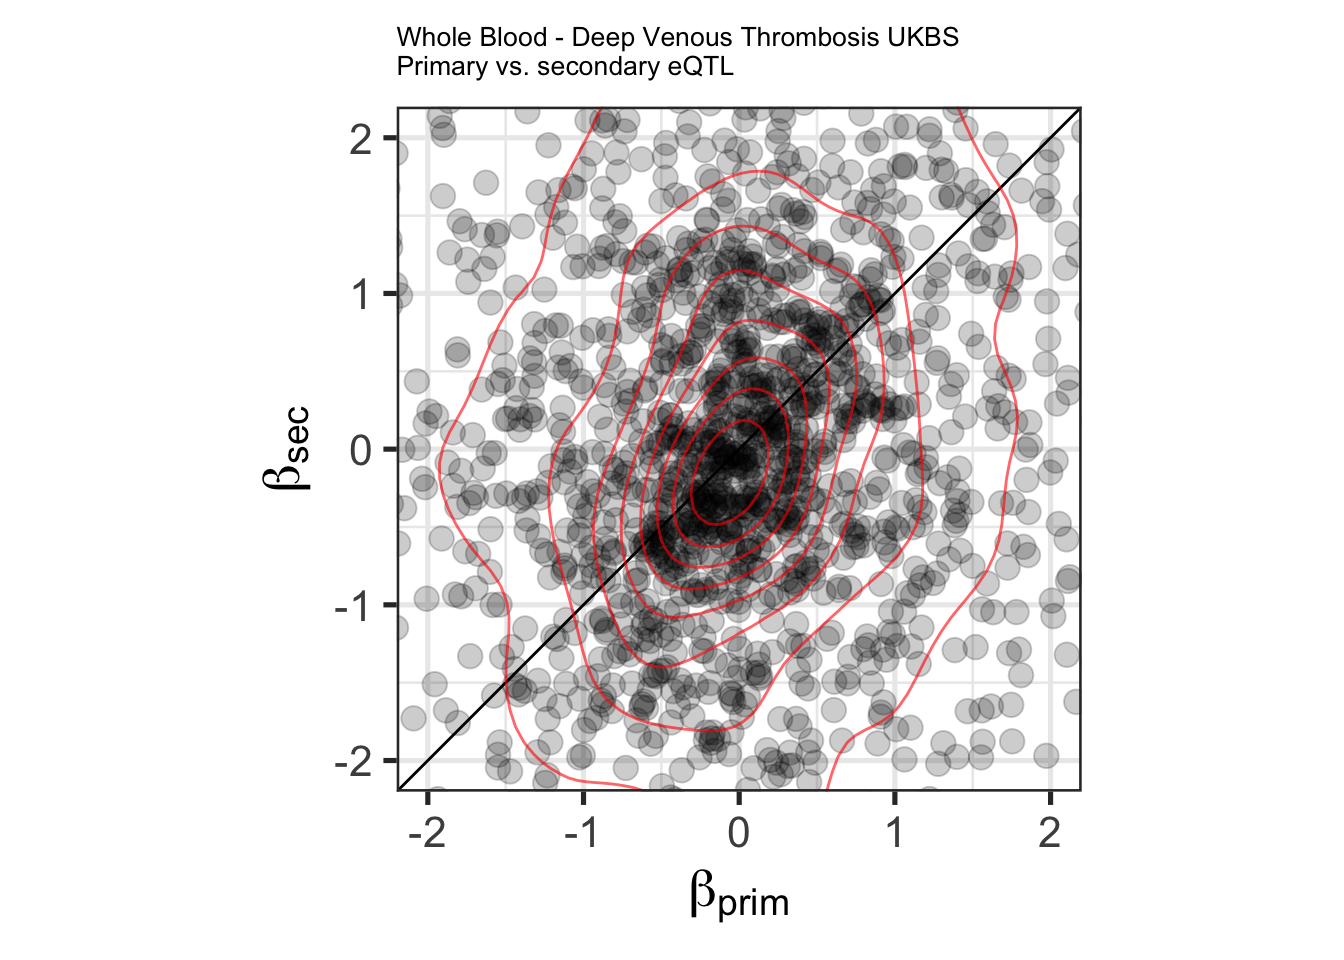 Whole Blood - Deep Venous Thrombosis UKBS
Primary vs. secondary eQTL
2
1
0
-1
-2
βsec
-2 -1 0 1 2
βprim